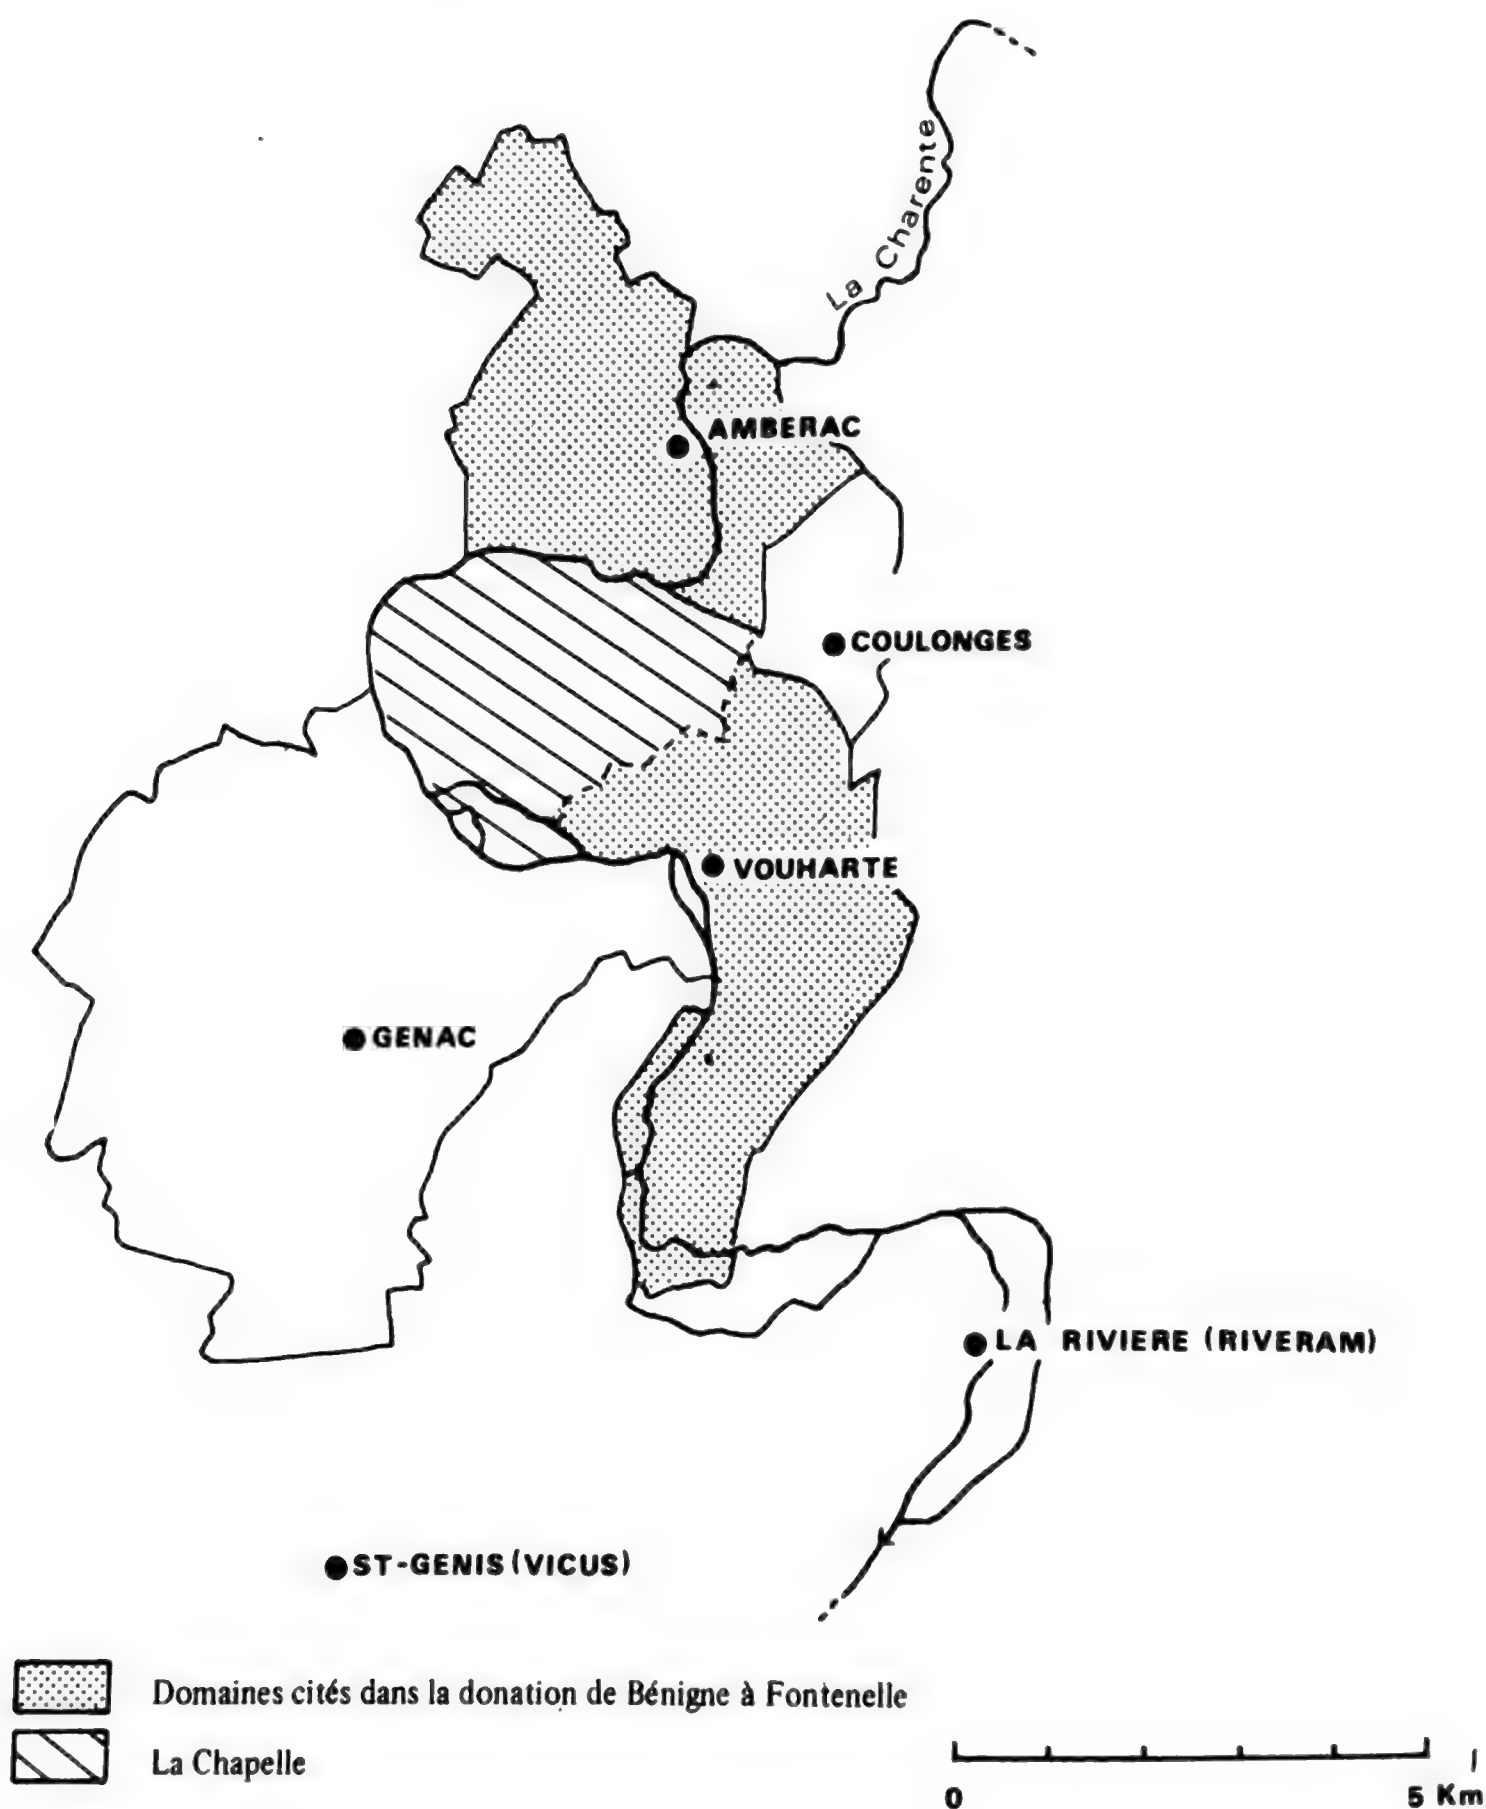 La Charente
AMBERAC
COULONGES
VOUHARTE
GENAC
LA RIVIERE (RIVERAM)
ST-GENIS (VICUS)
Domaines cités dans la donation de Bénigne à Fontenelle
La Chapelle
0 5 Km